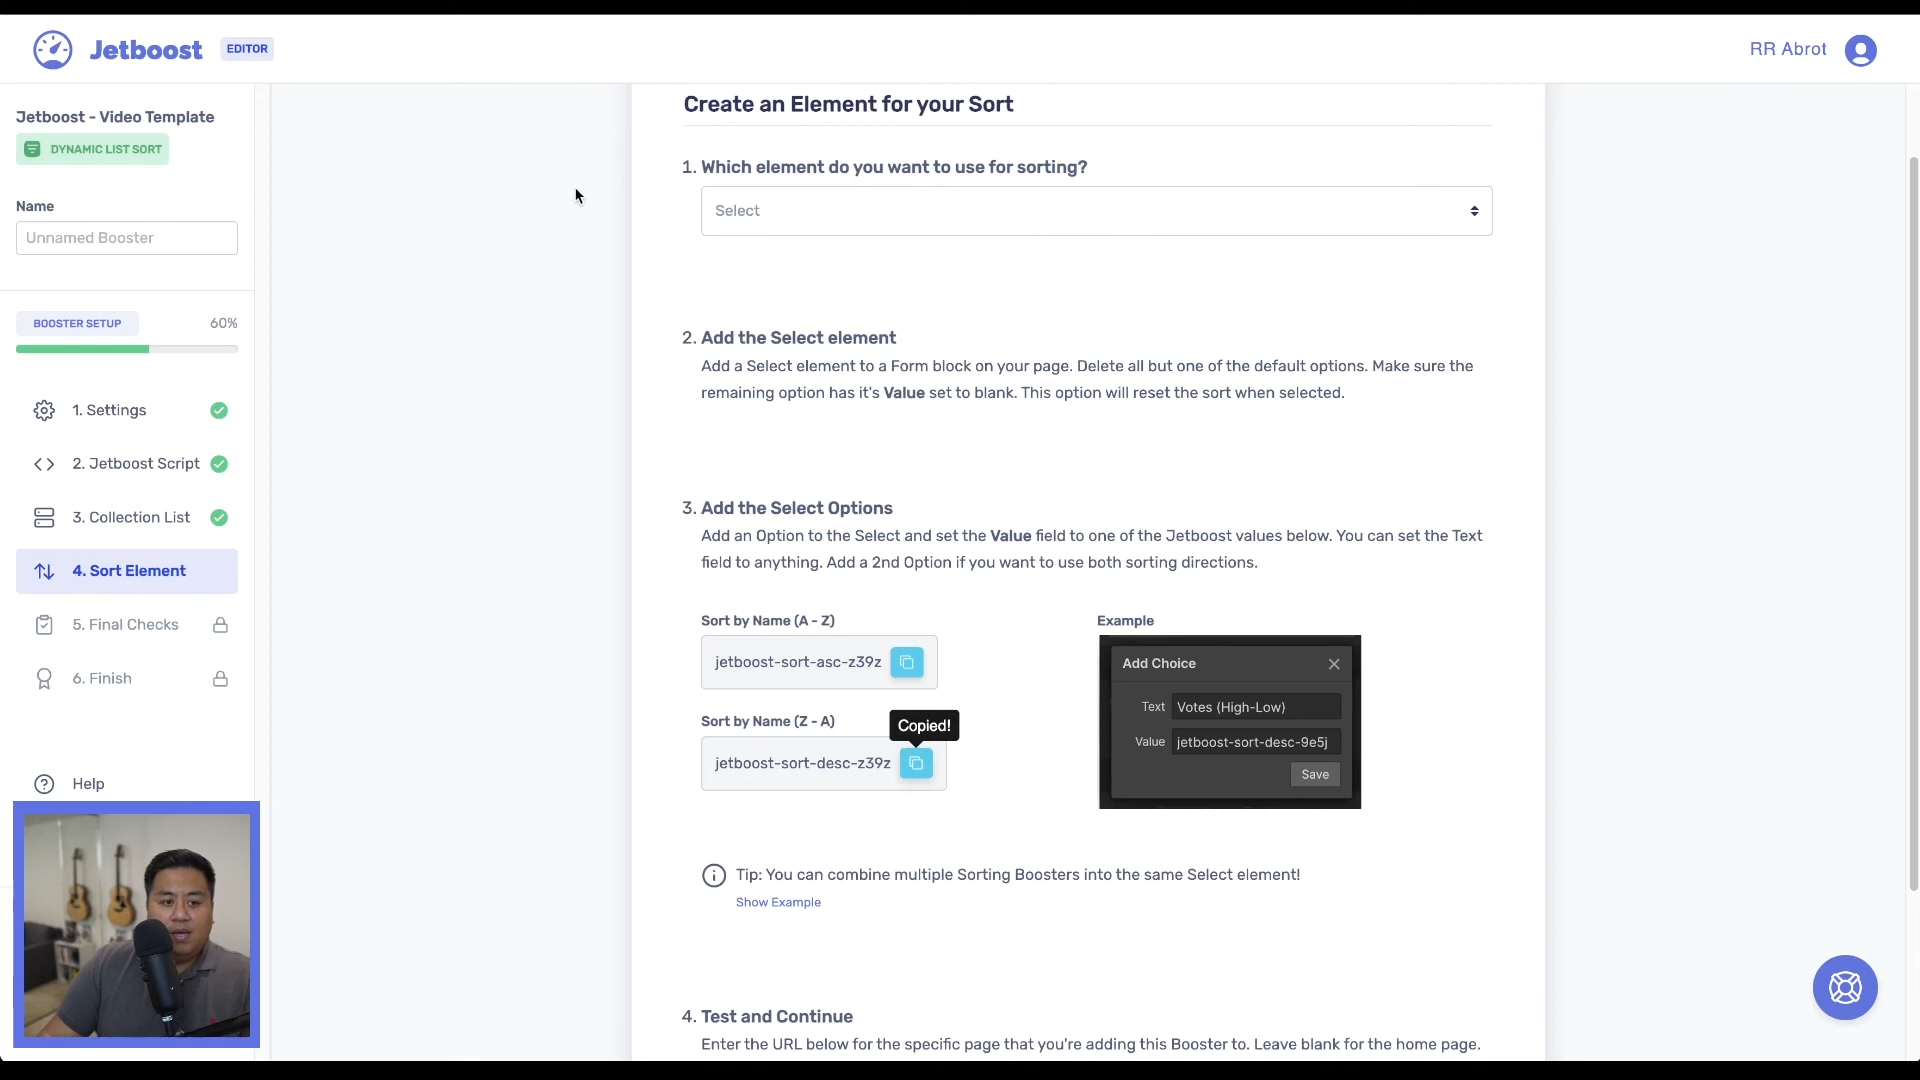 Jetboost EDITOR
RR Abrot
Jetboost - Video Template
DYNAMIC LIST SORT
Name
Unnamed Booster
BOOSTER SETUP 60%
1. Settings
2. Jetboost Script
3. Collection List
4. Sort Element
5. Final Checks
6. Finish
Help
Create an Element for your Sort
1. Which element do you want to use for sorting?
Select
2. Add the Select element
Add a Select element to a Form block on your page. Delete all but one of the default options. Make sure the
remaining option has it's Value set to blank. This option will reset the sort when selected.
3. Add the Select Options
Add an Option to the Select and set the Value field to one of the Jetboost values below. You can set the Text
field to anything. Add a 2nd Option if you want to use both sorting directions.
Sort by Name (A - Z)
jetboost-sort-asc-z39z
Sort by Name (Z - A)
Copied!
jetboost-sort-desc-z39z
Example
Add Choice
Text Votes (High-Low)
Value jetboost-sort-desc-9e5j
Save
Tip: You can combine multiple Sorting Boosters into the same Select element!
Show Example
4. Test and Continue
Enter the URL below for the specific page that you're adding this Booster to. Leave blank for the home page.